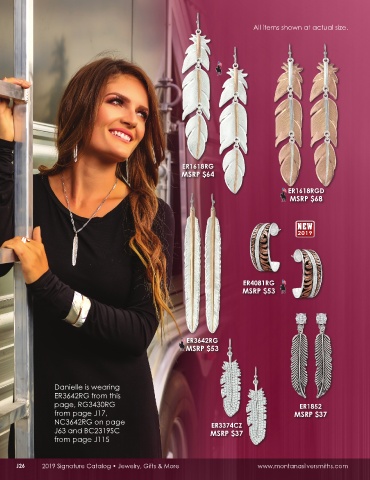 All items shown at actual size.
ER1618RG
MSRP $64
ER1618RGD
MSRP $68
NEW
2019
ER4081RG
MSRP $53
ER3642RG
MSRP $53
ER1852
MSRP $37
ER3374CZ
MSRP $37
Danielle is wearing
ER3642RG from this
page, RG3430RG
from page J17,
NC3642RG on page
J63 and BC2319SC
from page J115
J26 2019 Signature Catalog • Jewelry, Gifts & More www.montanasilversmiths.com